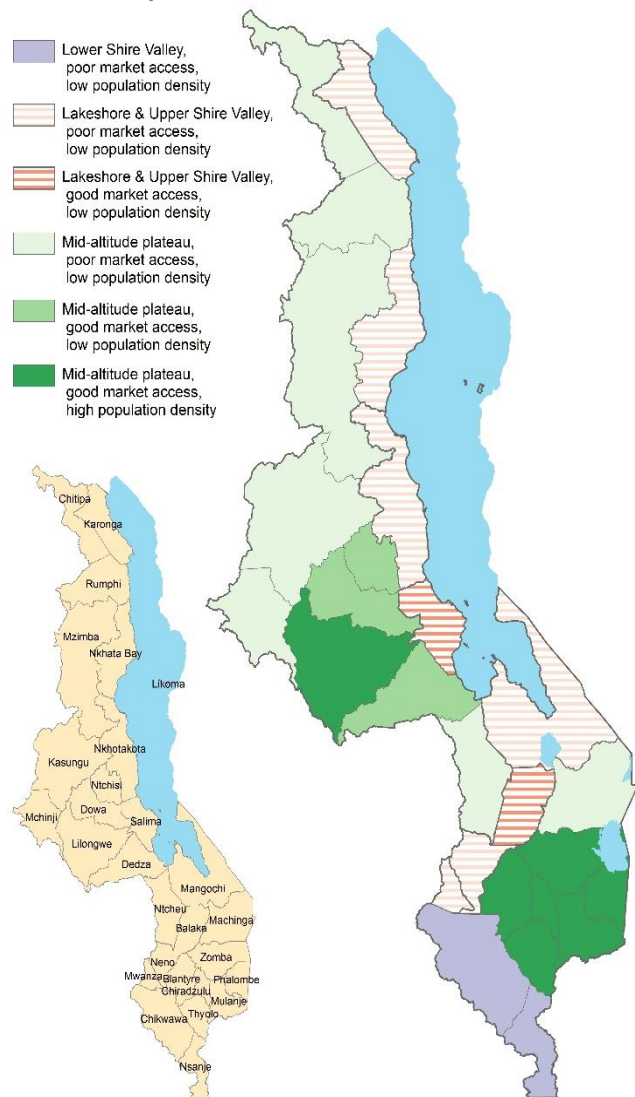 Lower Shire Valley,
poor market access,
low population density
Lakeshore & Upper Shire Valley,
poor market access,
low population density
Lakeshore & Upper Shire Valley,
good market access,
low population density
Mid-altitude plateau,
poor market access,
low population density
Mid-altitude plateau,
good market access,
low population density
Mid-altitude plateau,
good market access,
high population density
Chitipa
Karonga
Rumphi
Mzimba
Nkhata Bay
Likoma
Nkhotakota
Kasungu
Ntchisi
Dowa
Mchinji
Salima
Lilongwe
Dedza
Mangochi
Ntcheu
Machinga
Balaka
Neno
Zomba
Mwanza
Blantyre
Phalombe
Chiradzulu
Mulanje
Chikwawa
Thyolo
Nsanje